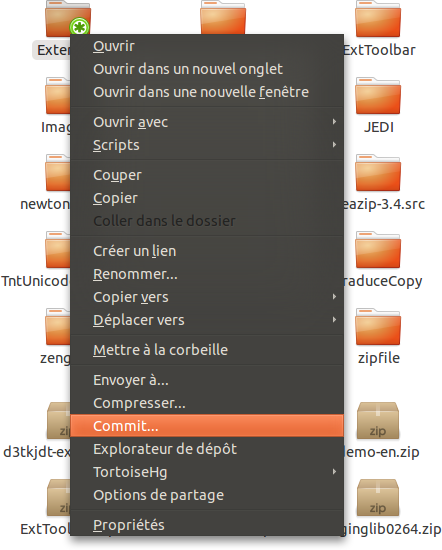 Exter
ExtToolbar
Ouvrir
Ouvrir dans un nouvel onglet
Ouvrir dans une nouvelle fenêtre
Ouvrir avec
Scripts
Imag
JEDI
Couper
Copier
Coller dans le dossier
newton
eazip-3.4.src
Créer un lien
Renommer...
Copier vers
Déplacer vers
TntUnicod
raduceCopy
Mettre à la corbeille
zeng
zipfile
Envoyer à...
Compresser...
Commit...
Explorateur de dépôt
TortoiseHg
Options de partage
Propriétés
zip
zip
d3tkjdt-ex
demo-en.zip
zip
zip
ExtTool
ginglib0264.zip